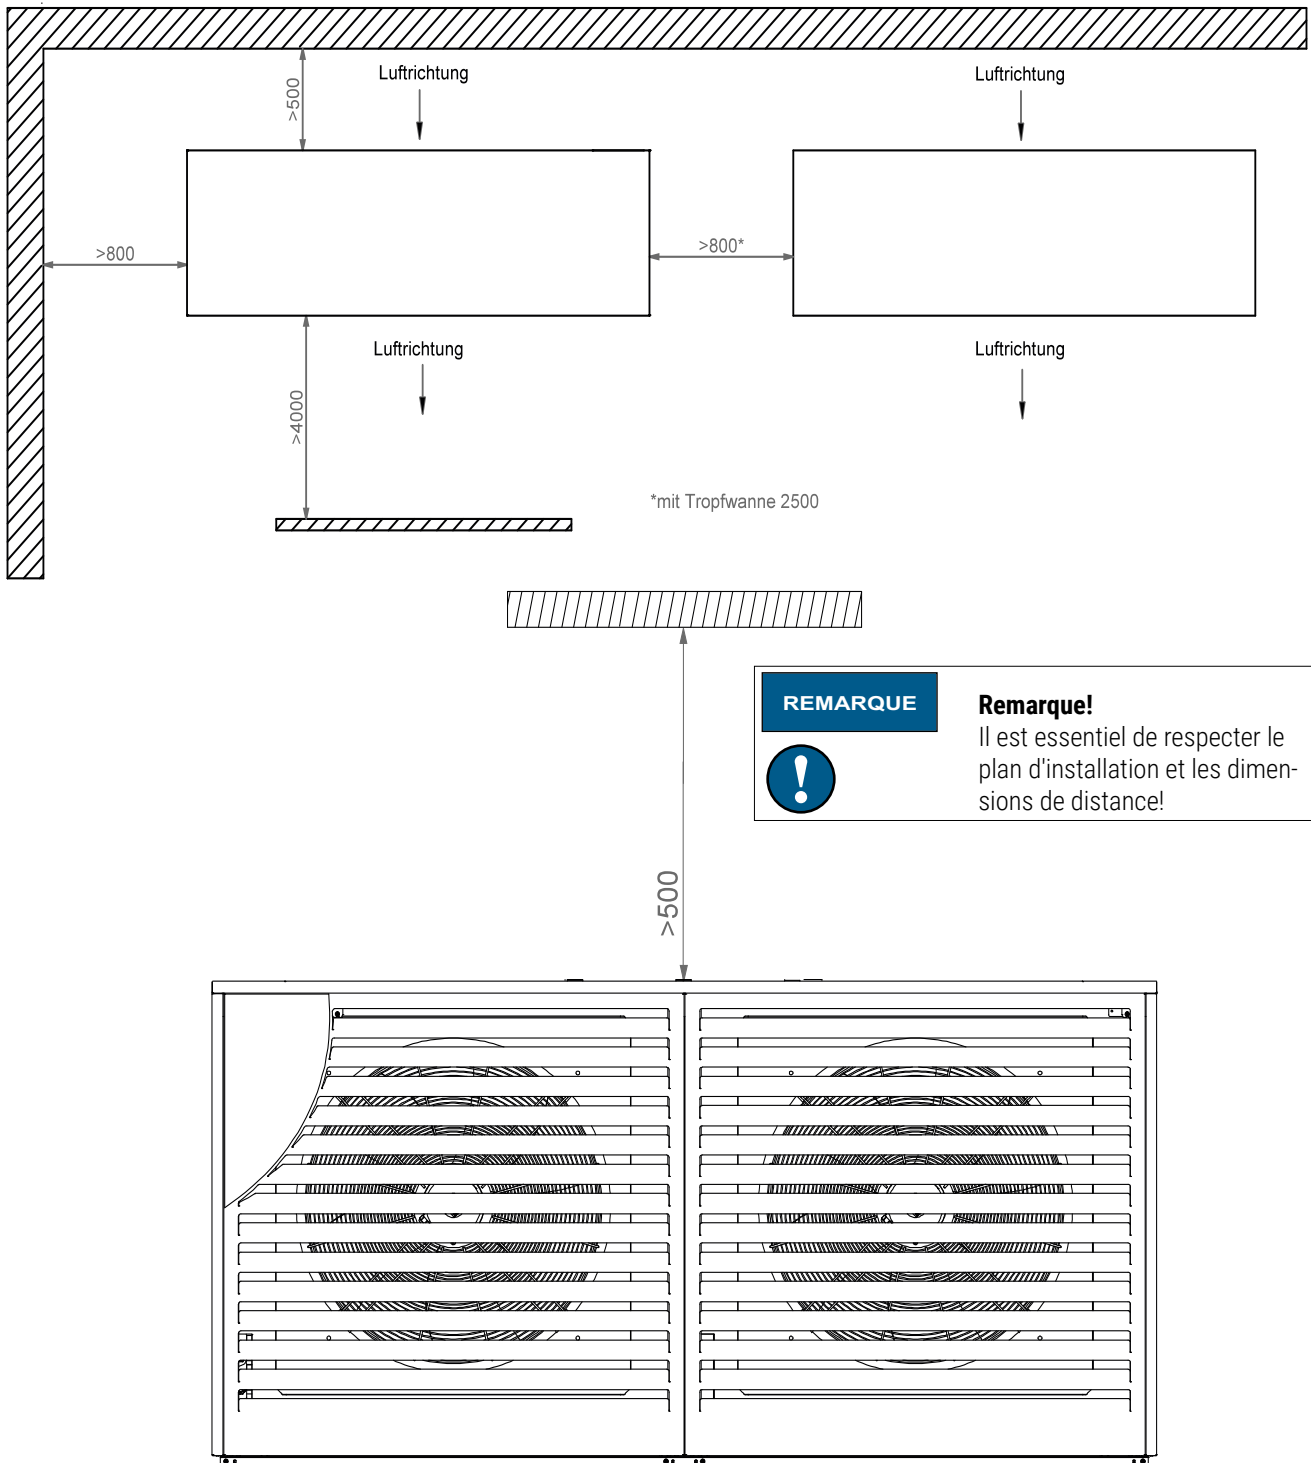 Luftrichtung
Luftrichtung
>500
>800
>800*
Luftrichtung
Luftrichtung
>4000
*mit Tropfwanne 2500
REMARQUE
Remarque!
Il est essentiel de respecter le
plan d'installation et les dimen-
sions de distance!
>500